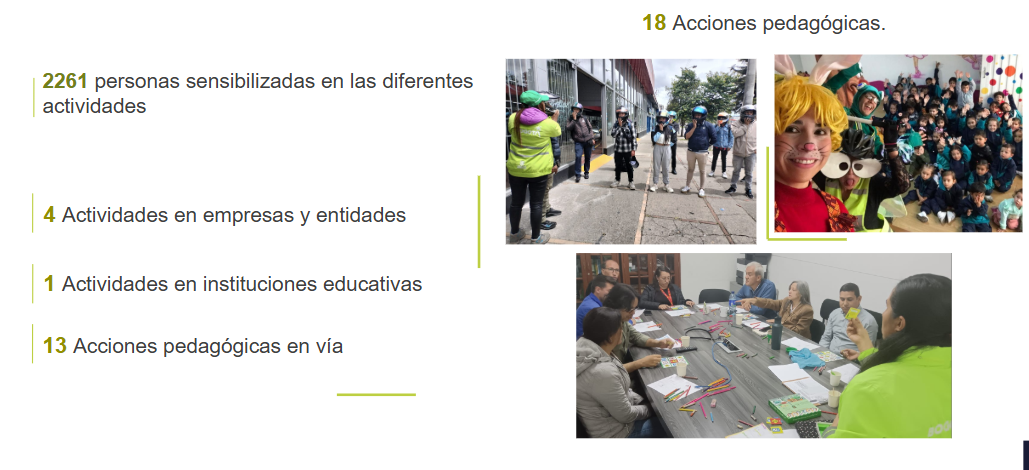 18 Acciones pedagógicas.
2261 personas sensibilizadas en las diferentes
actividades
4 Actividades en empresas y entidades
1 Actividades en instituciones educativas
13 Acciones pedagógicas en vía